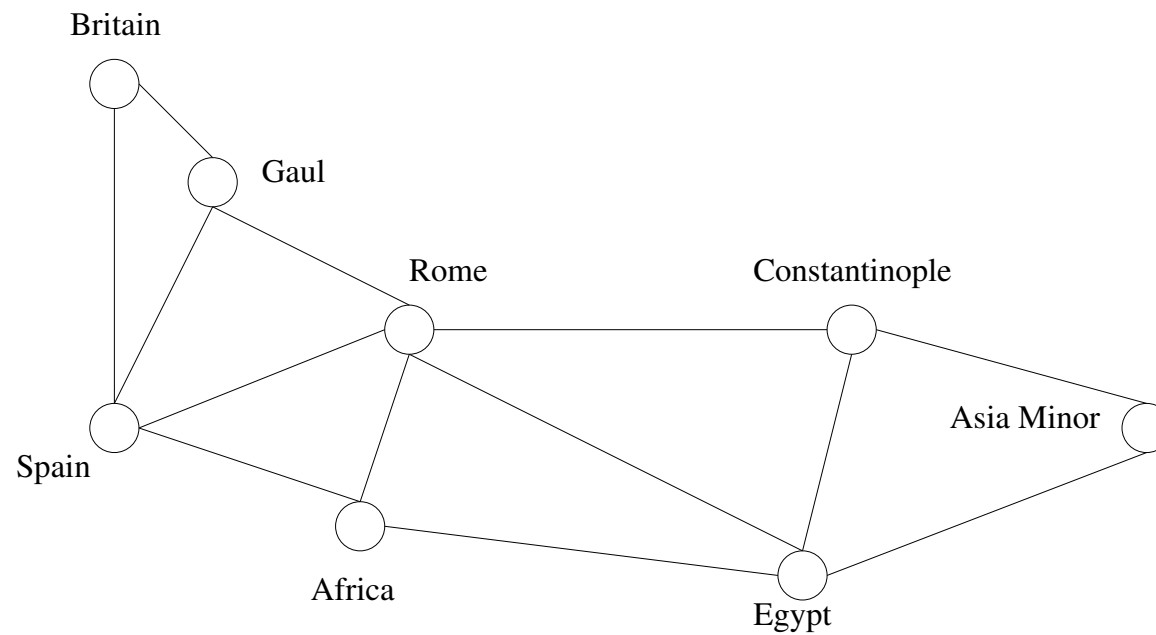 Britain
Gaul
Rome
Constantinople
Asia Minor
Spain
Africa
Egypt